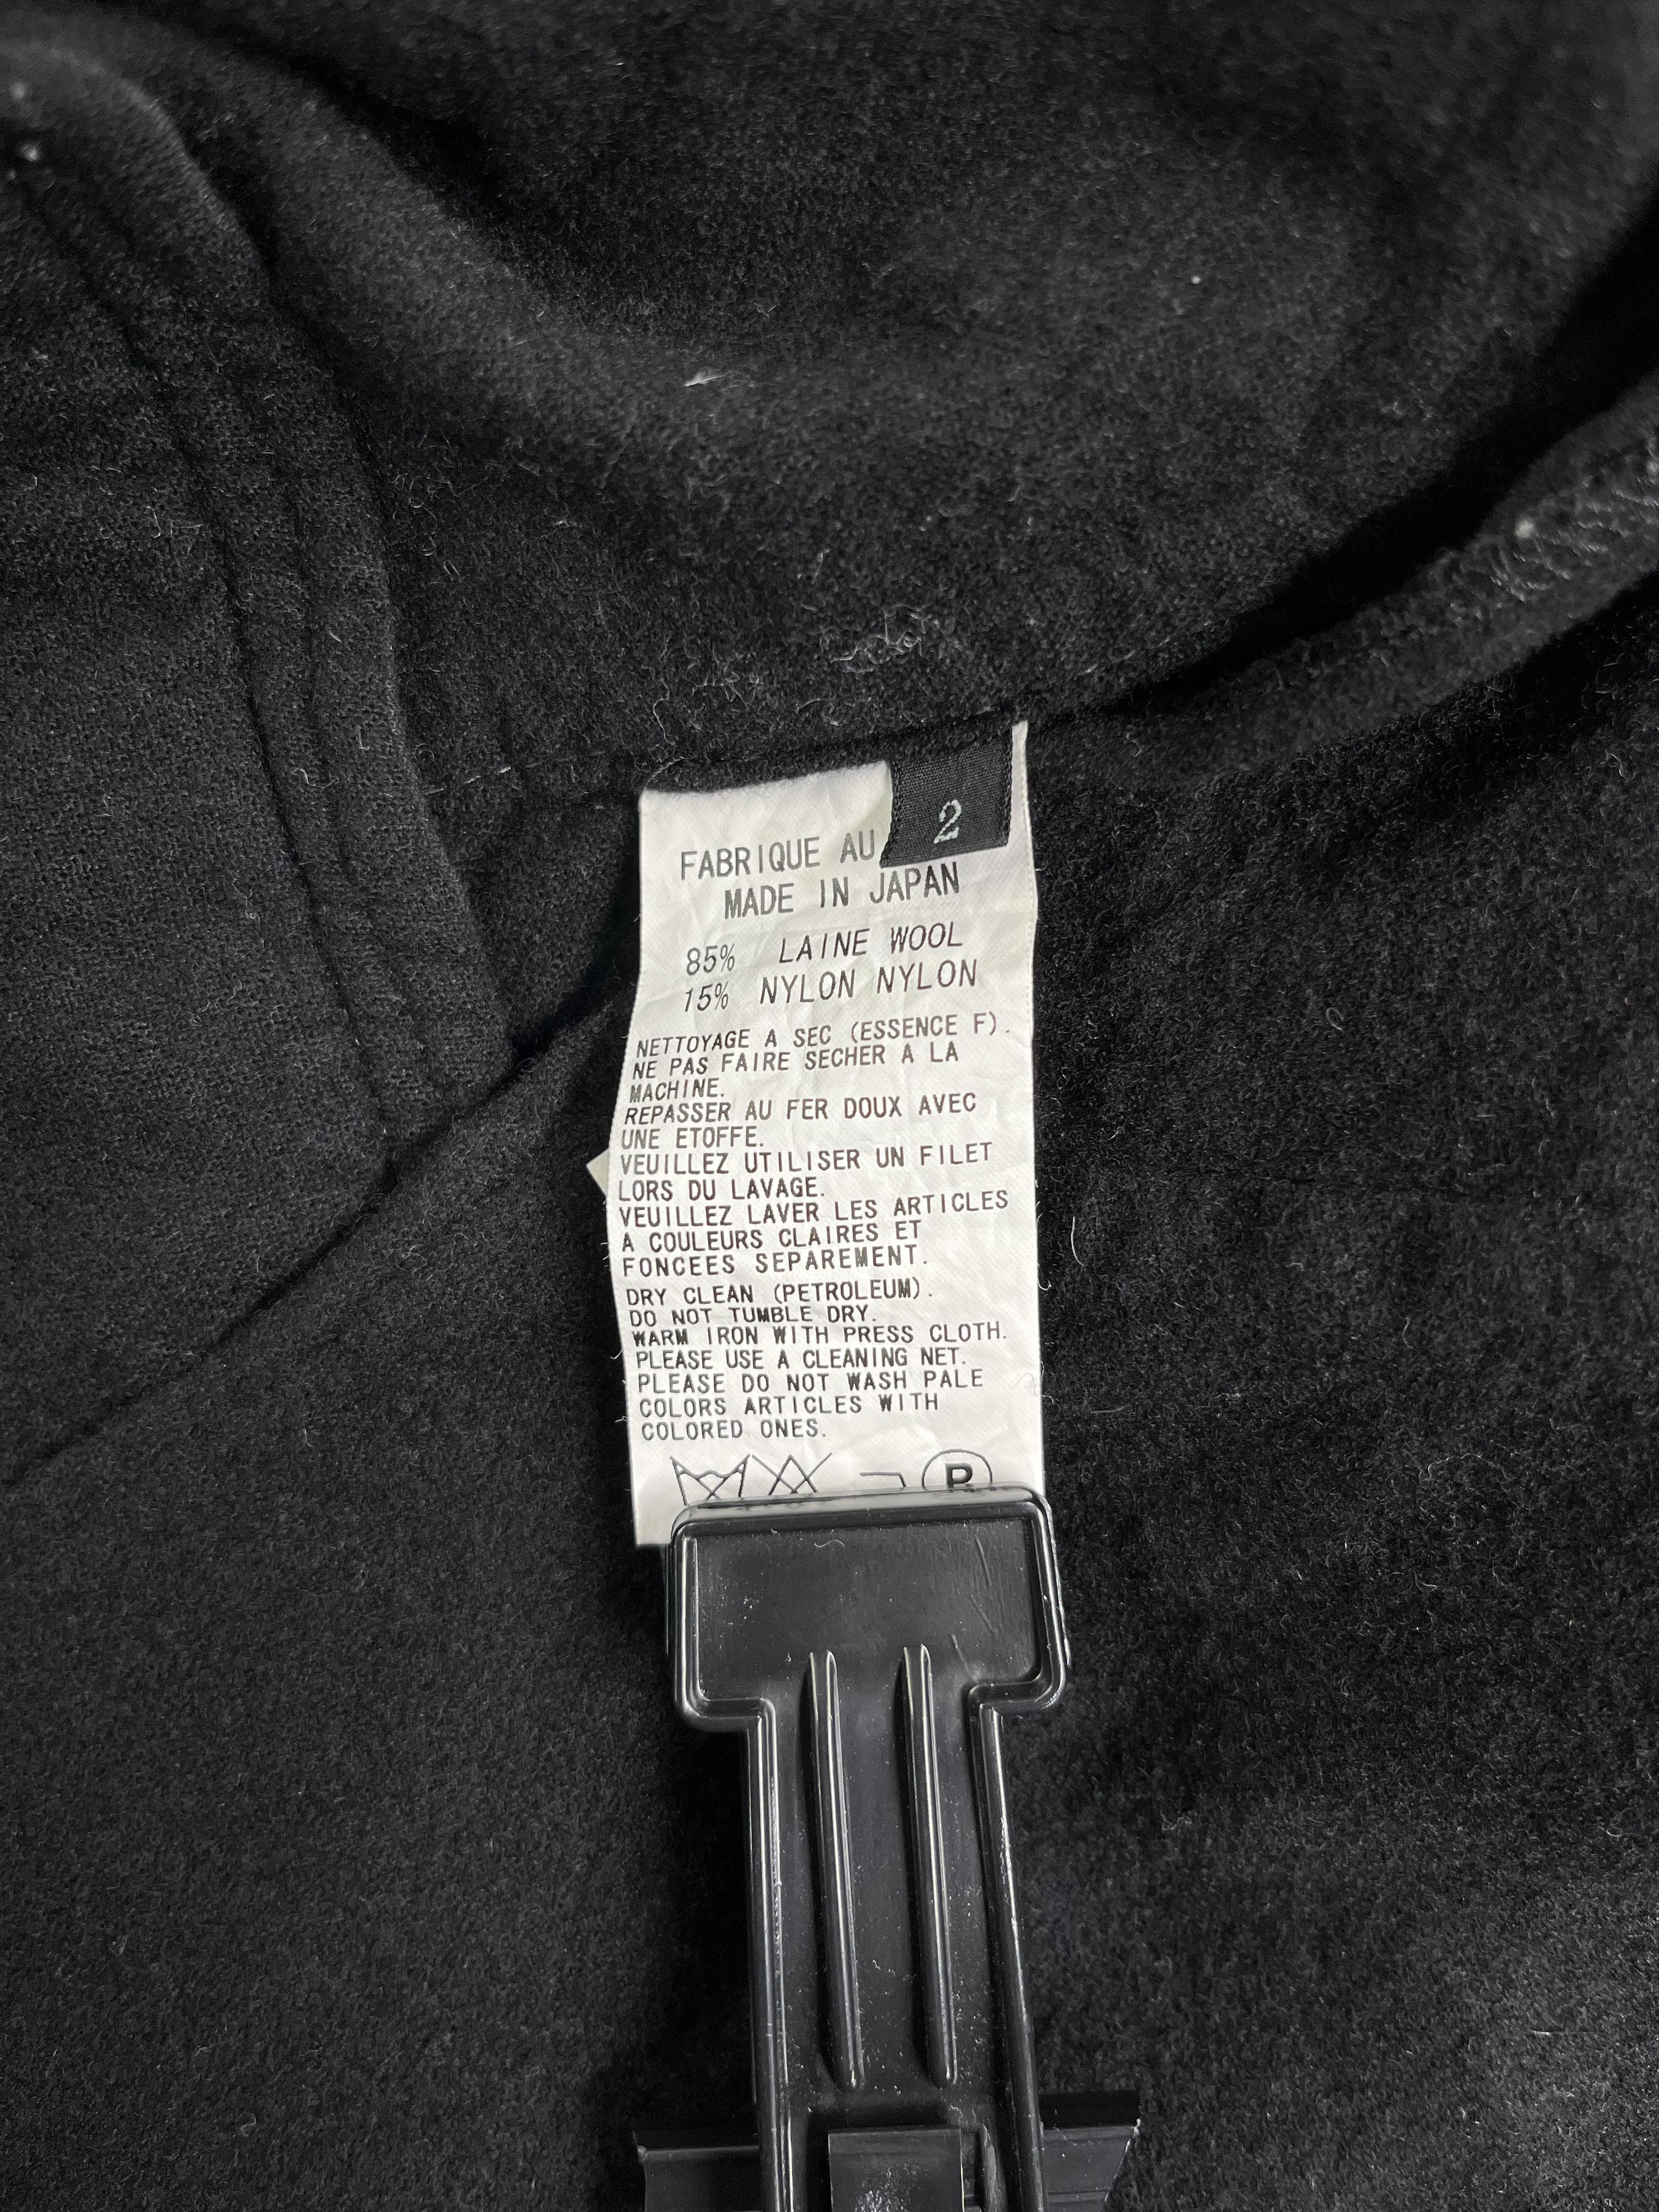 2
FABRIQUE AU
MADE IN JAPAN
85% LAINE WOOL
15% NYLON NYLON
NETTOYAGE A SEC (ESSENCE F).
NE PAS FAIRE SECHER A LA
MACHINE.
REPASSER AU FER DOUX AVEC
UNE ETOFFE.
VEUILLEZ UTILISER UN FILET
LORS DU LAVAGE.
VEUILLEZ LAVER LES ARTICLES
A COULEURS CLAIRES ET
FONCEES SEPAREMENT.
DRY CLEAN (PETROLEUM).
DO NOT TUMBLE DRY.
WARM IRON WITH PRESS CLOTH.
PLEASE USE A CLEANING NET.
PLEASE DO NOT WASH PALE
COLORS ARTICLES WITH
COLORED ONES.
P